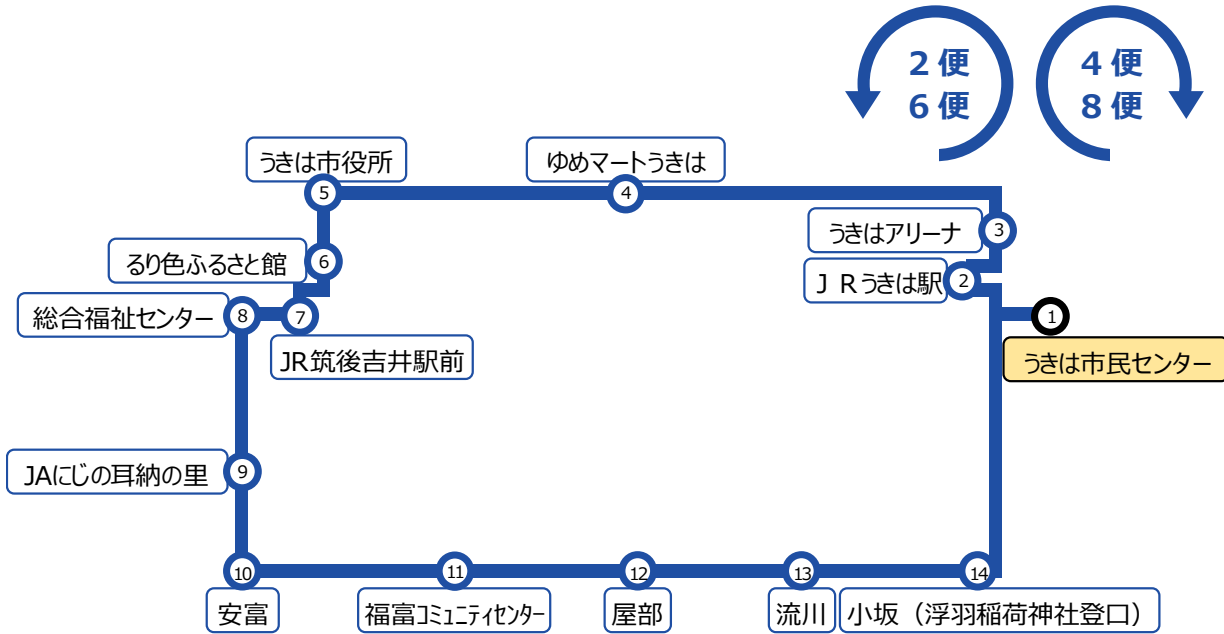 2便
6便
4便
8便
うきは市役所
ゆめマートうきは
5
4
うきはアリーナ
3
るり色ふるさと館
6
JRうきは駅
2
総合福祉センター
8
7
1
JR筑後吉井駅前
うきは市民センター
JAにじの耳納の里
9
10
11
12
13
14
安富
福富コミュニティセンター
屋部
流川
小坂（浮羽稲荷神社登口）